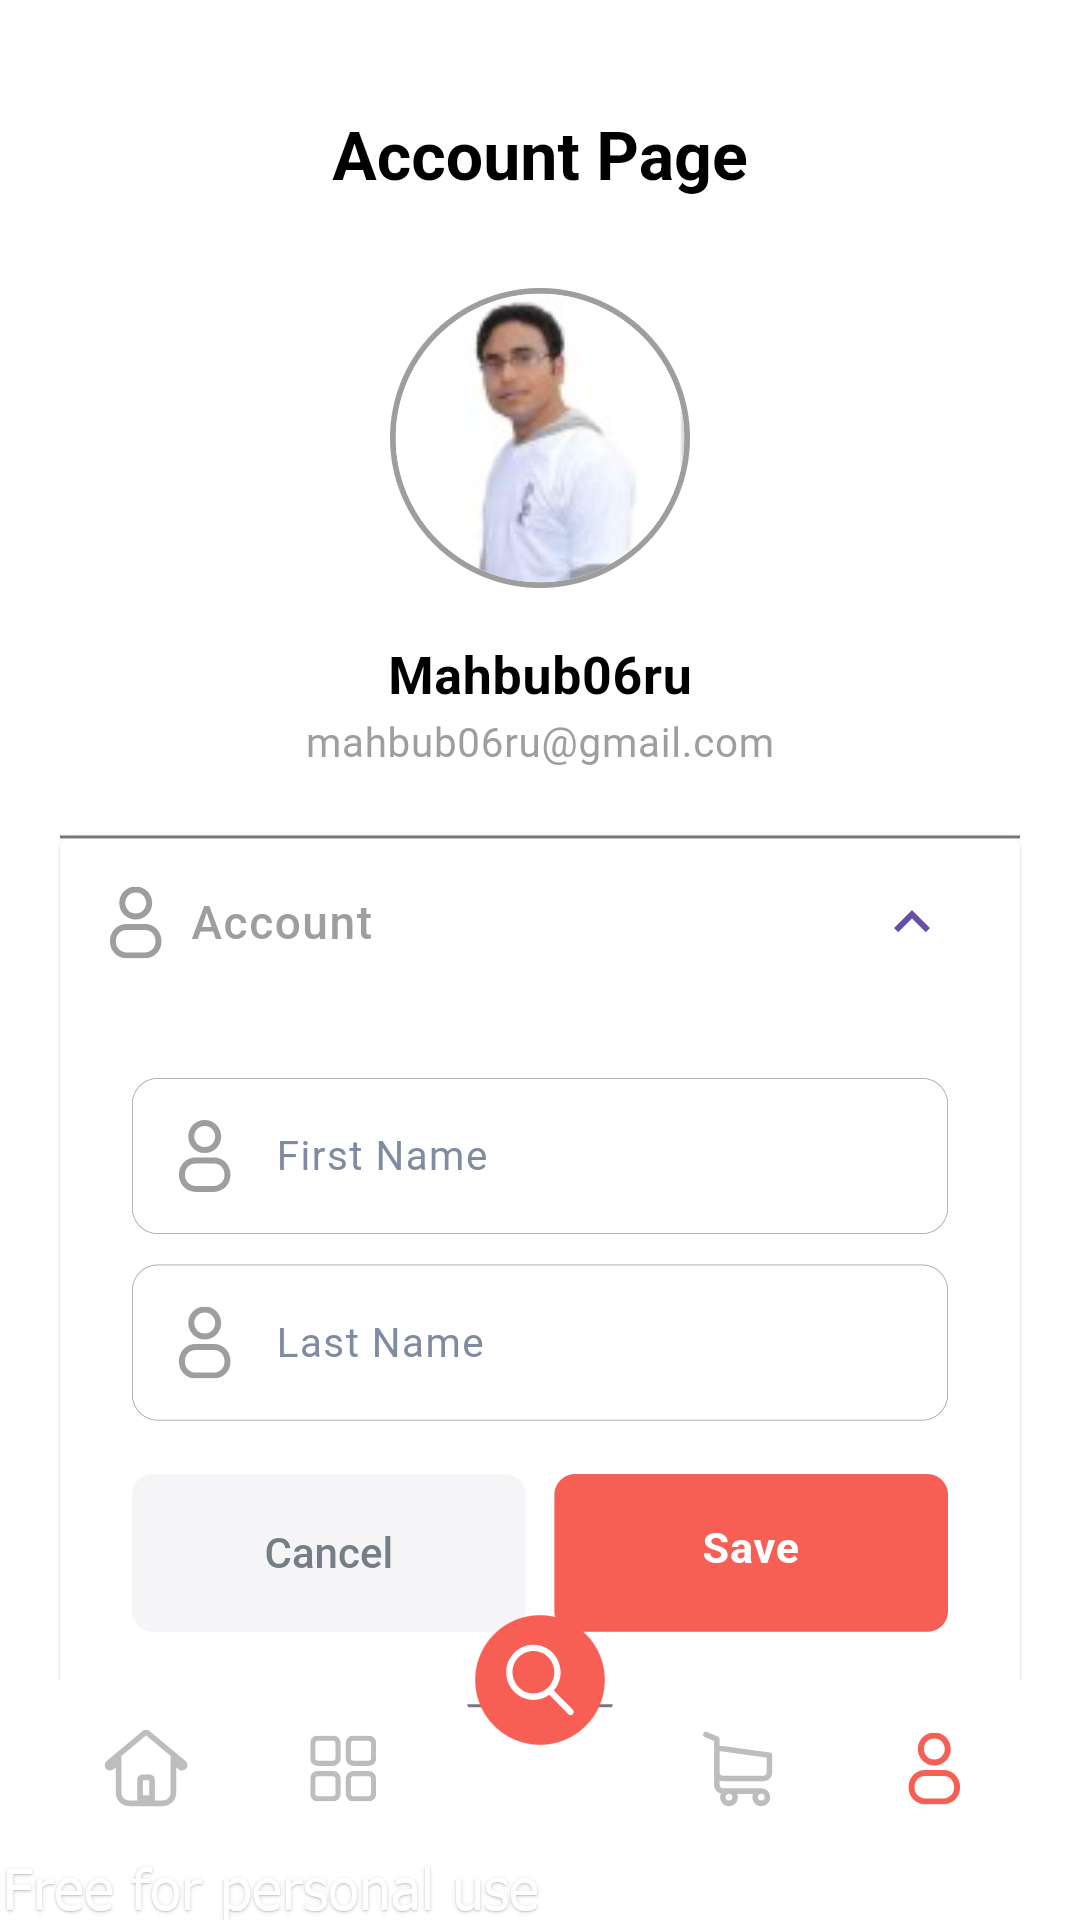 Account Page
Mahbub06ru
mahbub06ru@gmail.com
Account
First Name
Last Name
Cancel
Save
Free for personal use